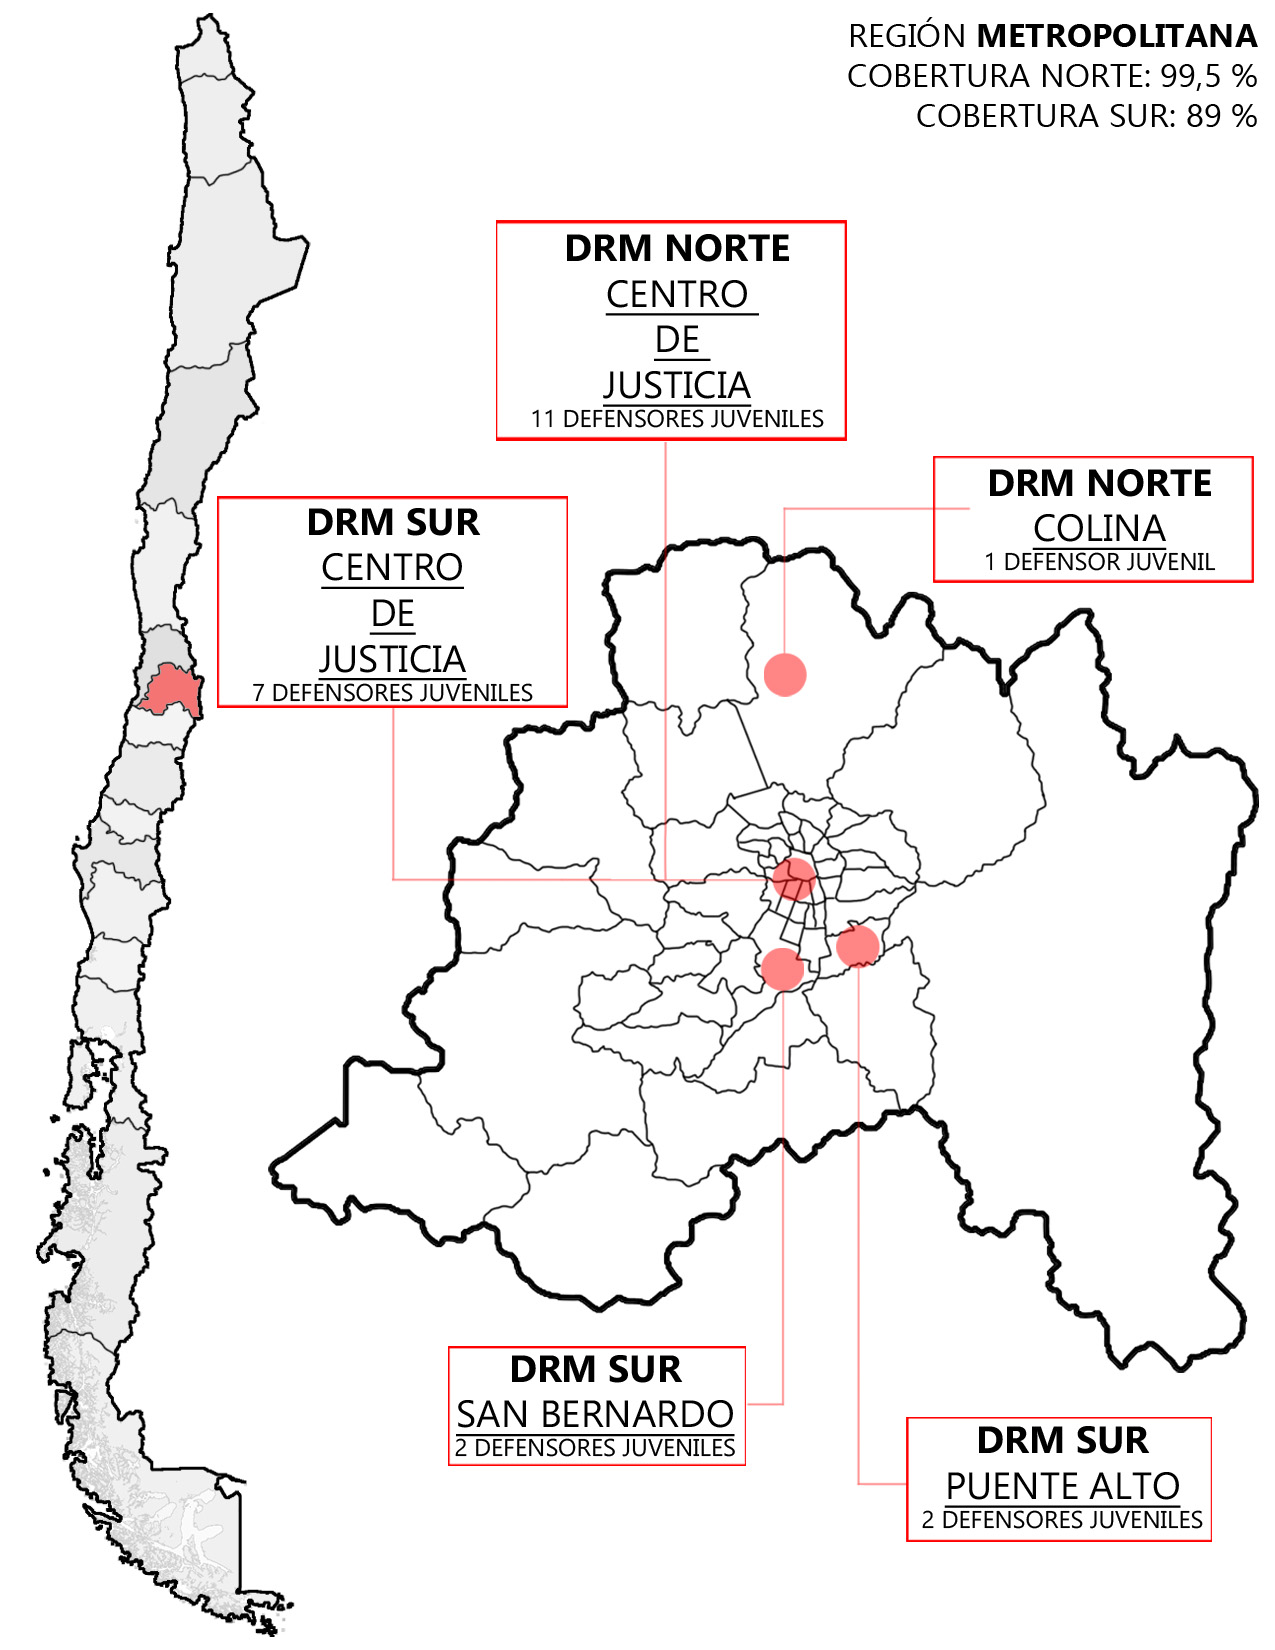 REGIÓN METROPOLITANA
COBERTURA NORTE: 99,5 %
COBERTURA SUR: 89 %
DRM NORTE
CENTRO
DE
JUSTICIA
11 DEFENSORES JUVENILES
DRM NORTE
COLINA
1 DEFENSOR JUVENIL
DRM SUR
CENTRO
DE
JUSTICIA
7 DEFENSORES JUVENILES
DRM SUR
SAN BERNARDO
2 DEFENSORES JUVENILES
DRM SUR
PUENTE ALTO
2 DEFENSORES JUVENILES